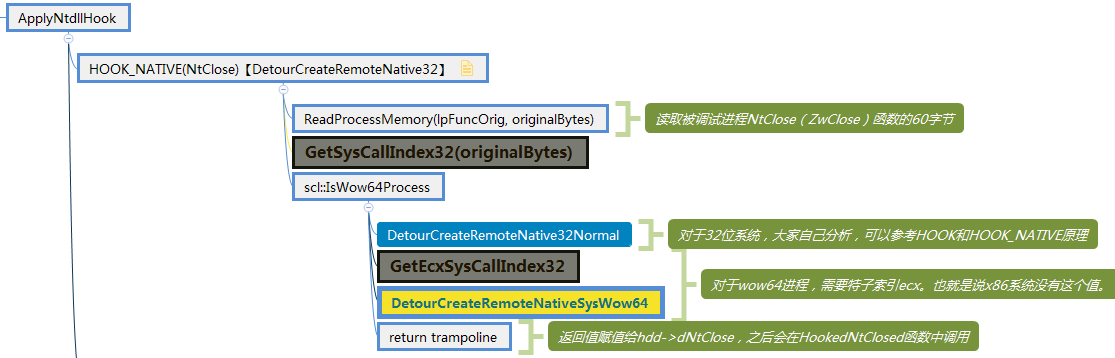 ApplyNtdllHook
HOOK_NATIVE(NtClose)【DetourCreateRemoteNative32】
ReadProcessMemory(lpFuncOrig, originalBytes)
读取被调试进程NtClose（ZwClose）函数的60字节
GetSysCallIndex32(originalBytes)
scl::IsWow64Process
DetourCreateRemoteNative32Normal
对于32位系统，大家自己分析，可以参考HOOK和HOOK_NATIVE原理
GetEcxSysCallIndex32
对于wow64进程，需要特子索引ecx。也就是说x86系统没有这个值。
DetourCreateRemoteNativeSysWow64
return trampoline
返回值赋值给hdd->dNtClose，之后会在HookedNtClosed函数中调用